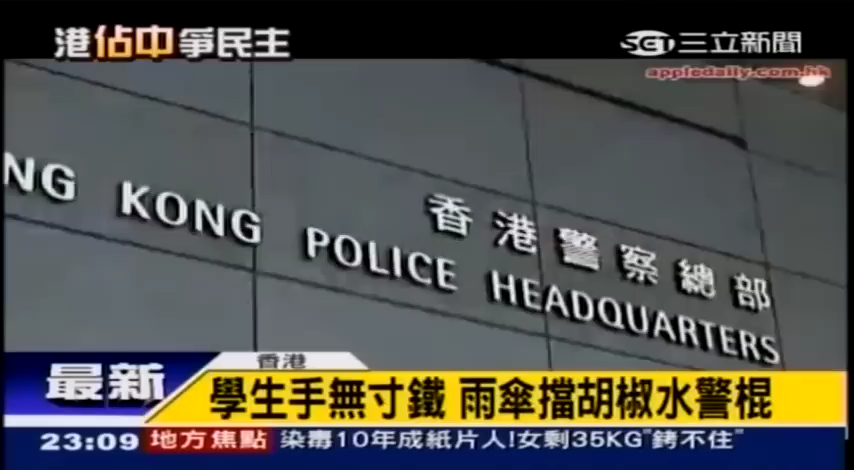 港佔中爭民主
SET三立新聞
appledaily.com.hk
香港警察總部
NG KONG POLICE HEADQUARTERS
香港
最新
學生手無寸鐵 雨傘擋胡椒水警棍
23:09 地方焦點 染毒10年成紙片人!女剩35KG"銬不住"